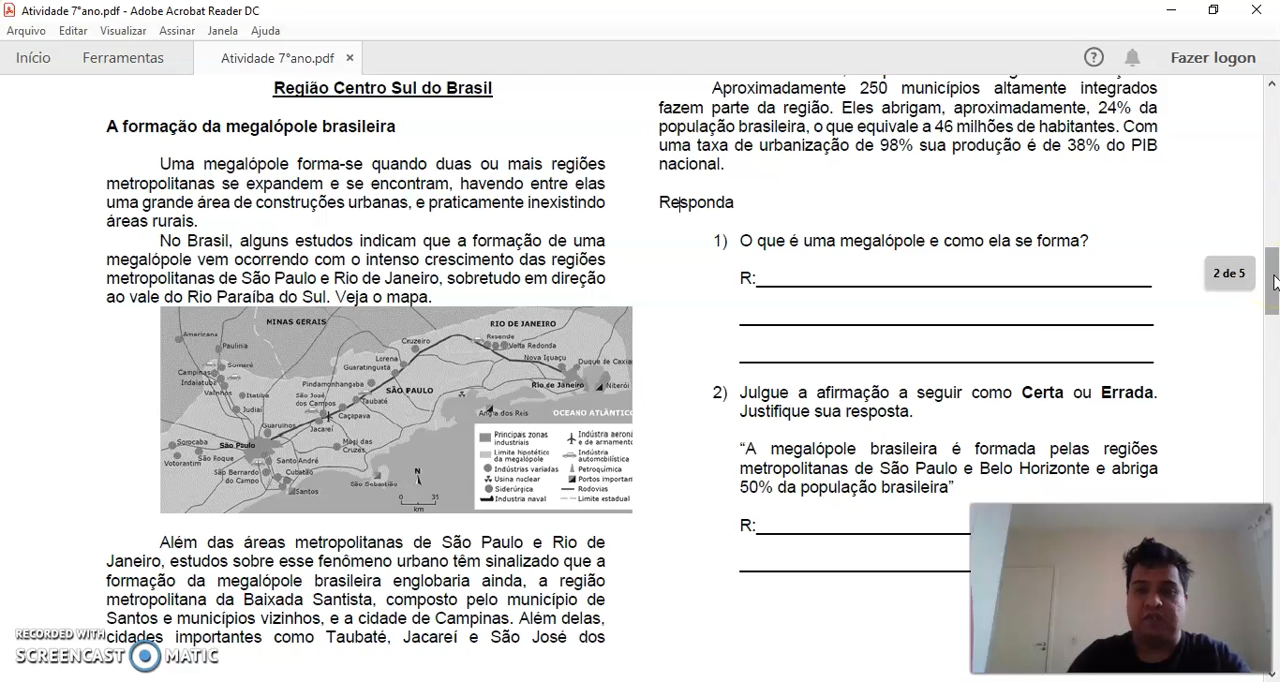 Atividade 7°ano.pdf - Adobe Acrobat Reader DC
Arquivo Editar Visualizar Assinar Janela Ajuda
Início Ferramentas Atividade 7°ano.pdf × Fazer logon
Região Centro Sul do Brasil
A formação da megalópole brasileira
Uma megalópole forma-se quando duas ou mais regiões
metropolitanas se expandem e se encontram, havendo entre elas
uma grande área de construções urbanas, e praticamente inexistindo
áreas rurais.
No Brasil, alguns estudos indicam que a formação de uma
megalópole vem ocorrendo com o intenso crescimento das regiões
metropolitanas de São Paulo e Rio de Janeiro, sobretudo em direção
ao vale do Rio Paraíba do Sul. Veja o mapa.
MINAS GERAIS
RIO DE JANEIRO
Americana
Paulínia
Cruzeiro
Resende
Volta Redonda
Lorena
Nova Iguaçu
Duque de Caxia
Campinas
Sumaré
Guaratinguetá
Indaiatuba
Pindamonhangaba
SÃO PAULO
Rio de Janeiro
Niterói
Valinhos
Itatiba
São José
dos Campos
Taubaté
Jundiaí
Caçapava
Angra dos Reis
OCEANO ATLÂNTICO
Guarulhos
Jacareí
Sorocaba
São Paulo
Mogi das
Cruzes
São Roque
Votorantim
Santo André
São Bernardo
do Campo
Cubatão
Santos
São Sebastião
N
0 35
km
Principais zonas
industriais
Indústria aeroná
e de armamento
Limite hipotético
da megalópole
Indústria
automobilística
Indústrias variadas
Petroquímica
Usina nuclear
Portos important
Siderúrgica
Rodovias
Industria naval
Limite estadual
Além das áreas metropolitanas de São Paulo e Rio de
Janeiro, estudos sobre esse fenômeno urbano têm sinalizado que a
formação da megalópole brasileira englobaria ainda, a região
metropolitana da Baixada Santista, composto pelo município de
Santos e municípios vizinhos, e a cidade de Campinas. Além delas,
cidades importantes como Taubaté, Jacareí e São José dos
Aproximadamente 250 municípios altamente integrados
fazem parte da região. Eles abrigam, aproximadamente, 24% da
população brasileira, o que equivale a 46 milhões de habitantes. Com
uma taxa de urbanização de 98% sua produção é de 38% do PIB
nacional.
Responda
1) O que é uma megalópole e como ela se forma?
R:
2) Julgue a afirmação a seguir como Certa ou Errada.
Justifique sua resposta.
“A megalópole brasileira é formada pelas regiões
metropolitanas de São Paulo e Belo Horizonte e abriga
50% da população brasileira”
R:
2 de 5
RECORDED WITH
SCREENCAST MATIC